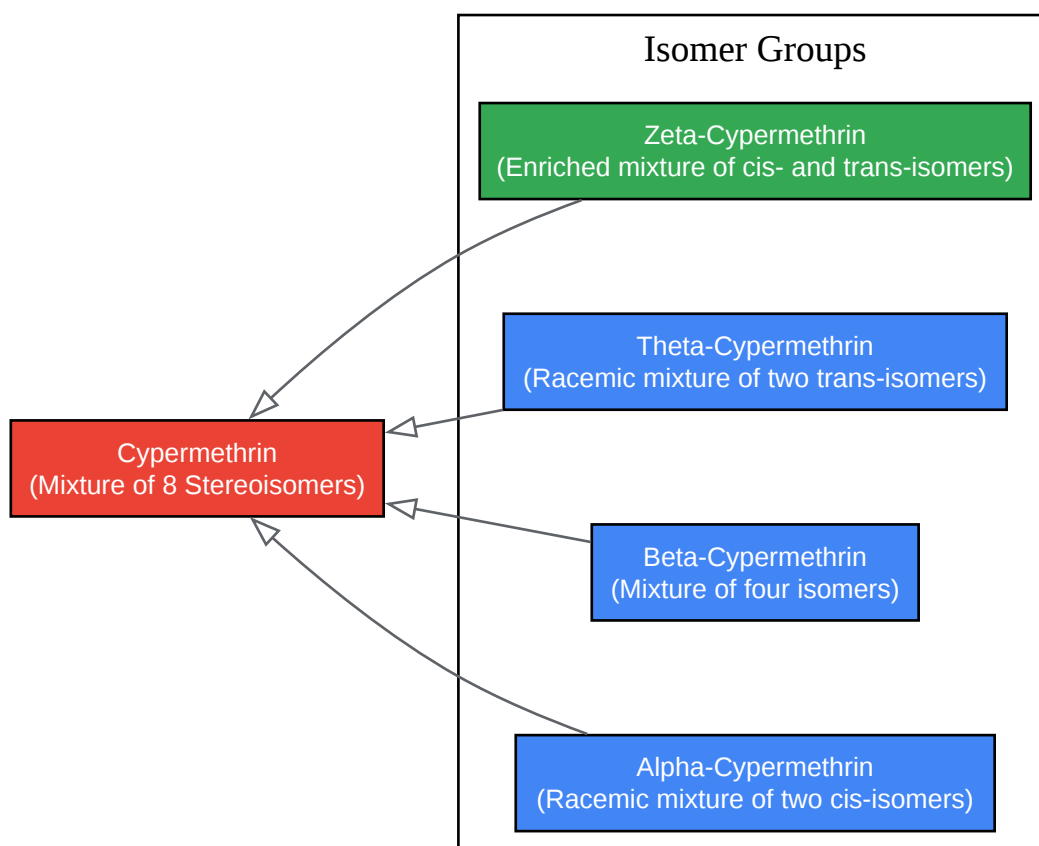 Isomer Groups
Zeta-Cypermethrin
(Enriched mixture of cis- and trans-isomers)
Theta-Cypermethrin
(Racemic mixture of two trans-isomers)
Cypermethrin
(Mixture of 8 Stereoisomers)
Beta-Cypermethrin
(Mixture of four isomers)
Alpha-Cypermethrin
(Racemic mixture of two cis-isomers)